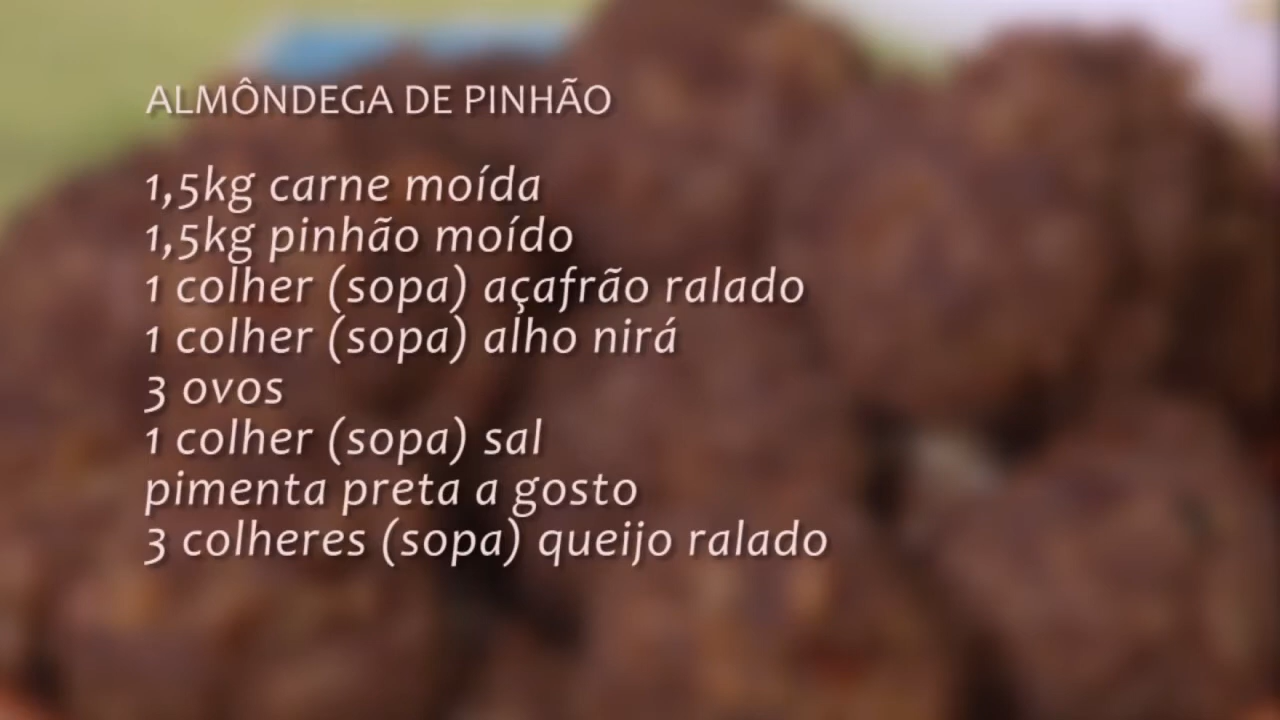 ALMÔNDEGA DE PINHÃO
1,5kg carne moída
1,5kg pinhão moído
1 colher (sopa) açafrão ralado
1 colher (sopa) alho nirá
3 ovos
1 colher (sopa) sal
pimenta preta a gosto
3 colheres (sopa) queijo ralado